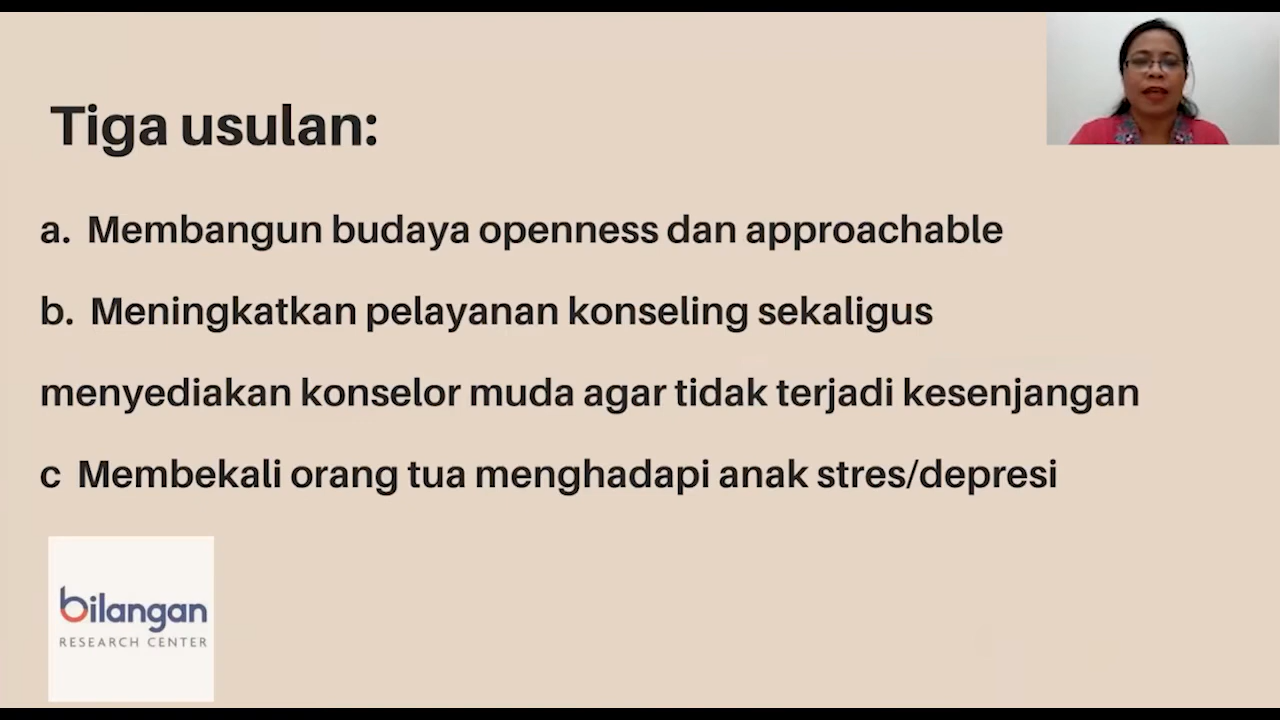 Tiga usulan:
a. Membangun budaya openness dan approachable
b. Meningkatkan pelayanan konseling sekaligus
menyediakan konselor muda agar tidak terjadi kesenjangan
c Membekali orang tua menghadapi anak stres/depresi
bilangan
RESEARCH CENTER